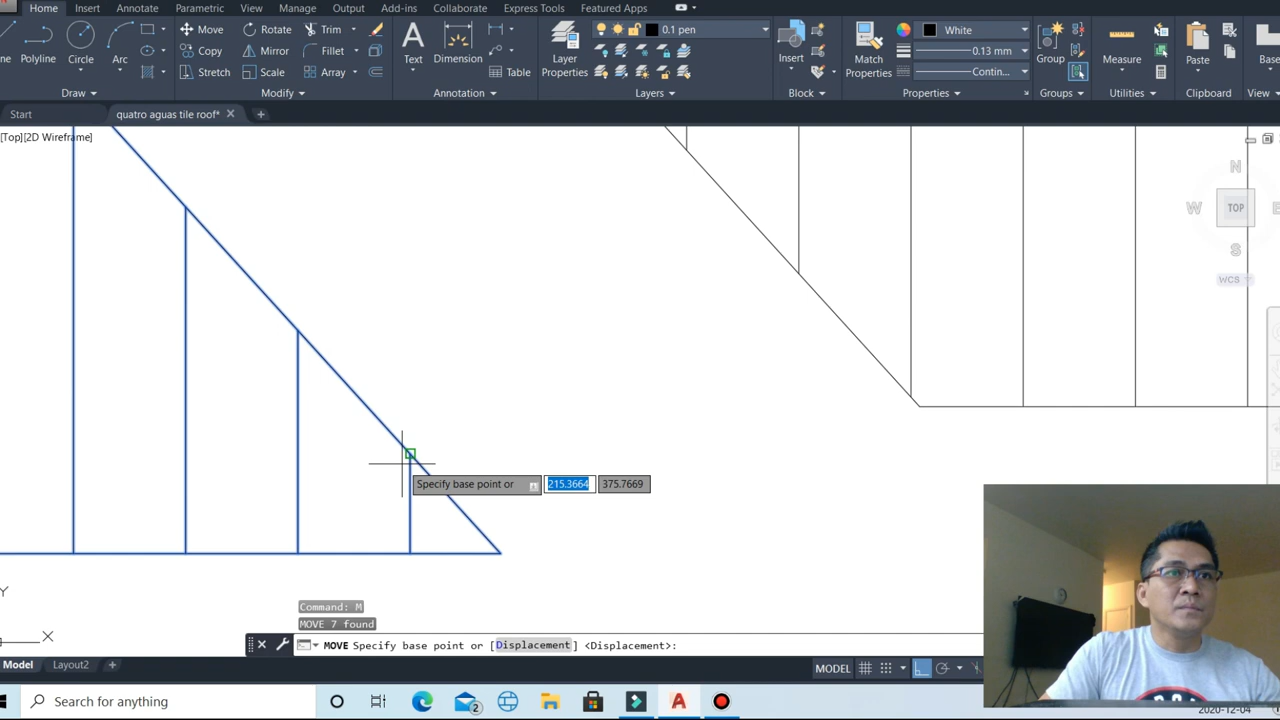 Home Insert Annotate Parametric View Manage Output Add-ins Collaborate Express Tools Featured Apps
Move Rotate Trim
Copy Mirror Fillet
Stretch Scale Array
Polyline Circle Arc
Text Dimension Table
Layer Properties
0.1 pen
Insert
Match Properties
White
0.13 mm
Contin...
Group
Measure
Paste
Base
Draw Modify Annotation Layers Block Properties Groups Utilities Clipboard View
Start quatro aguas tile roof*
[Top][2D Wireframe]
N
W TOP E
S
WCS
Specify base point or 215.3664 375.7669
Y
X
Command: M
MOVE 7 found
MOVE Specify base point or [Displacement] <Displacement>:
Model Layout2
MODEL
Search for anything
2
2020-12-04